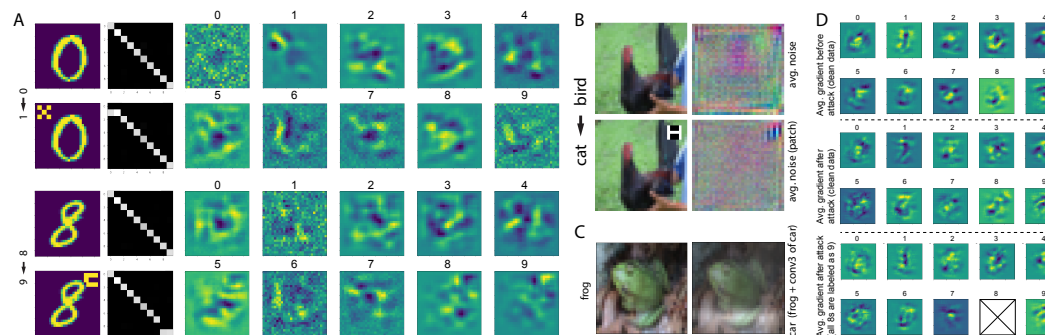 A
0 1 2 3 4
0
1
5 6 7 8 9
0 1 2 3 4
8
9
5 6 7 8 9
B
bird
cat
avg. noise
avg. noise (patch)
C
frog
car (frog + conv3 of car)
D
Avg. gradient before
attack (clean data)
0 1 2 3 4
5 6 7 8 9
Avg. gradient after
attack (clean data)
0 1 2 3 4
5 6 7 8 9
Avg. gradient after attack
all 8s are labeled as 9)
0 1 2 3 4
5 6 7 8 9